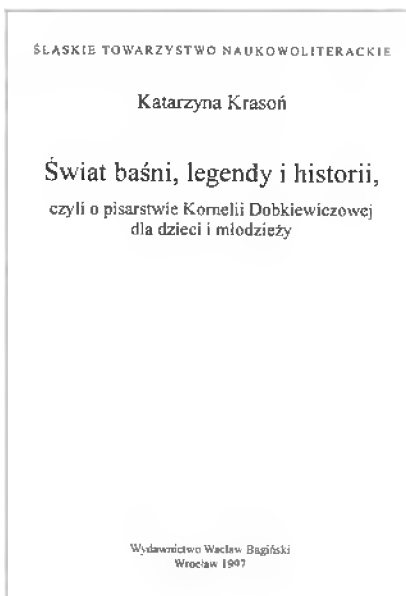 ŚLĄSKIE TOWARZYSTWO NAUKOWOLITERACKIE
Katarzyna Krasoń
Świat baśni, legendy i historii,
czyli o pisarstwie Kornelii Dobkiewiczowej
dla dzieci i młodzieży
Wydawnictwo Wacław Bagiński
Wrocław 1997